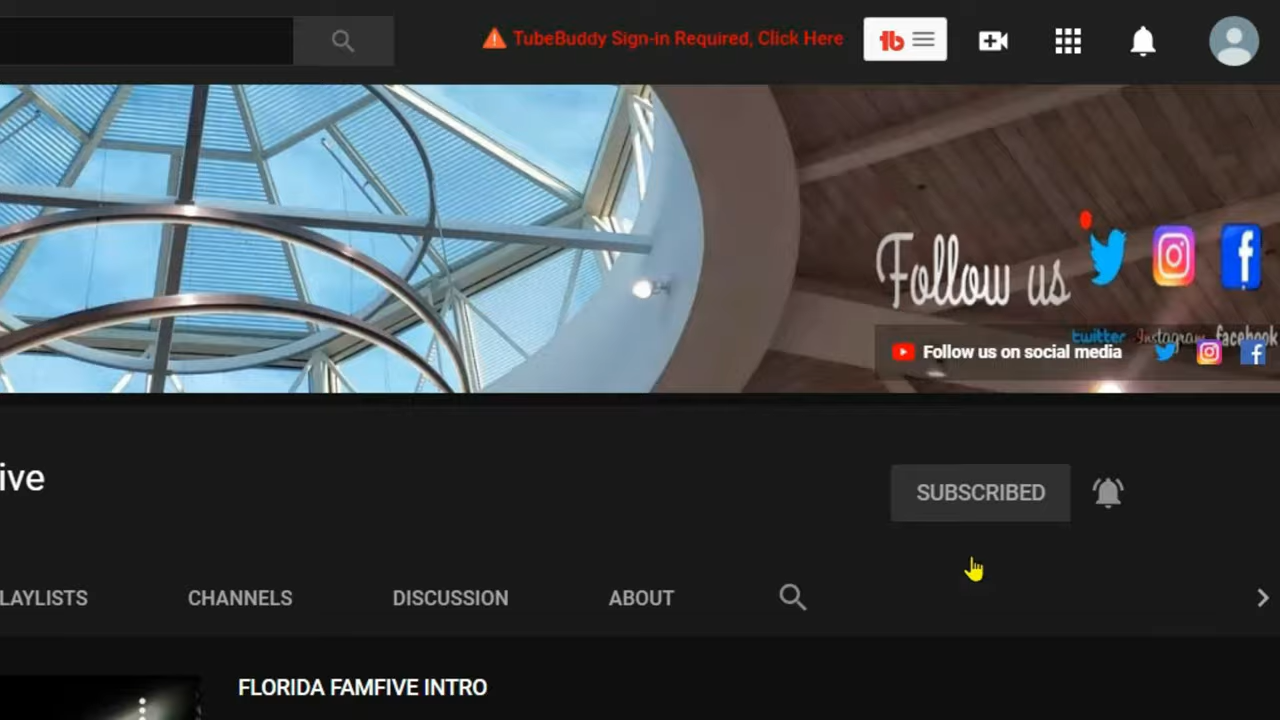 TubeBuddy Sign-in Required, Click Here
tb
Follow us
twitter Instagram facebook
Follow us on social media
ive
SUBSCRIBED
LAYLISTS CHANNELS DISCUSSION ABOUT
FLORIDA FAMFIVE INTRO